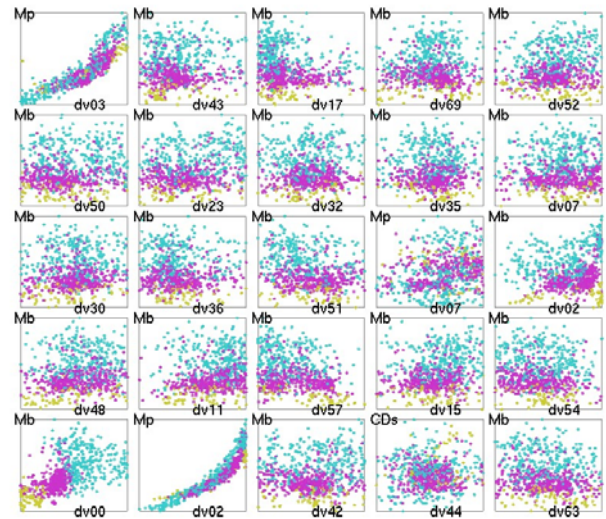 Mp Mb Mb Mb Mb
dv03 dv43 dv17 dv69 dv52
Mb Mb Mb Mb Mb
dv50 dv23 dv32 dv35 dv07
Mb Mb Mb Mp Mb
dv30 dv36 dv51 dv07 dv02
Mb Mb Mb Mb Mb
dv48 dv11 dv57 dv15 dv54
Mb Mp Mb CDs Mb
dv00 dv02 dv42 dv44 dv63